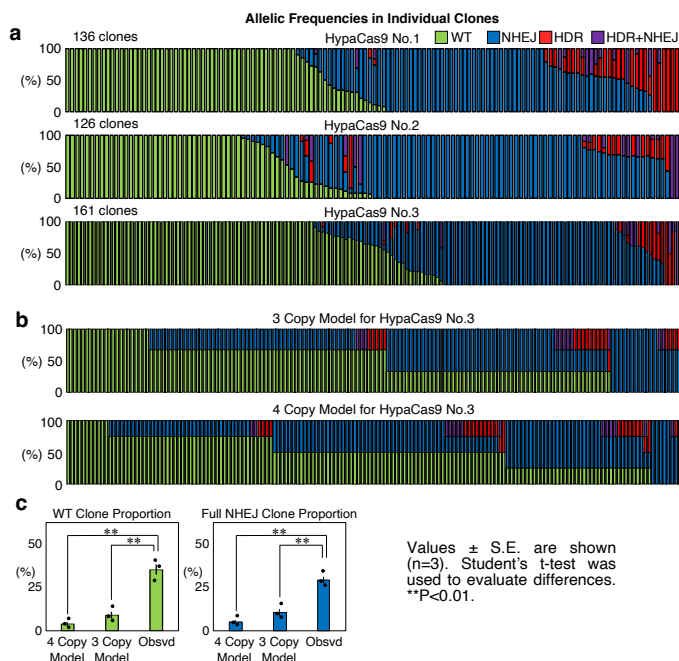 Allelic Frequencies in Individual Clones
a
136 clones
HypaCas9 No.1
WT
NHEJ
HDR
HDR+NHEJ
100
(%) 50
0
126 clones
HypaCas9 No.2
100
(%) 50
0
161 clones
HypaCas9 No.3
100
(%) 50
0
b
3 Copy Model for HypaCas9 No.3
100
(%) 50
0
4 Copy Model for HypaCas9 No.3
100
(%) 50
0
c
WT Clone Proportion
**
**
50
(%)
25
0
4 Copy 3 Copy Obsvd
Model Model
Full NHEJ Clone Proportion
**
**
50
(%)
25
0
4 Copy 3 Copy Obsvd
Model Model
Values ± S.E. are shown
(n=3). Student's t-test was
used to evaluate differences.
**P<0.01.